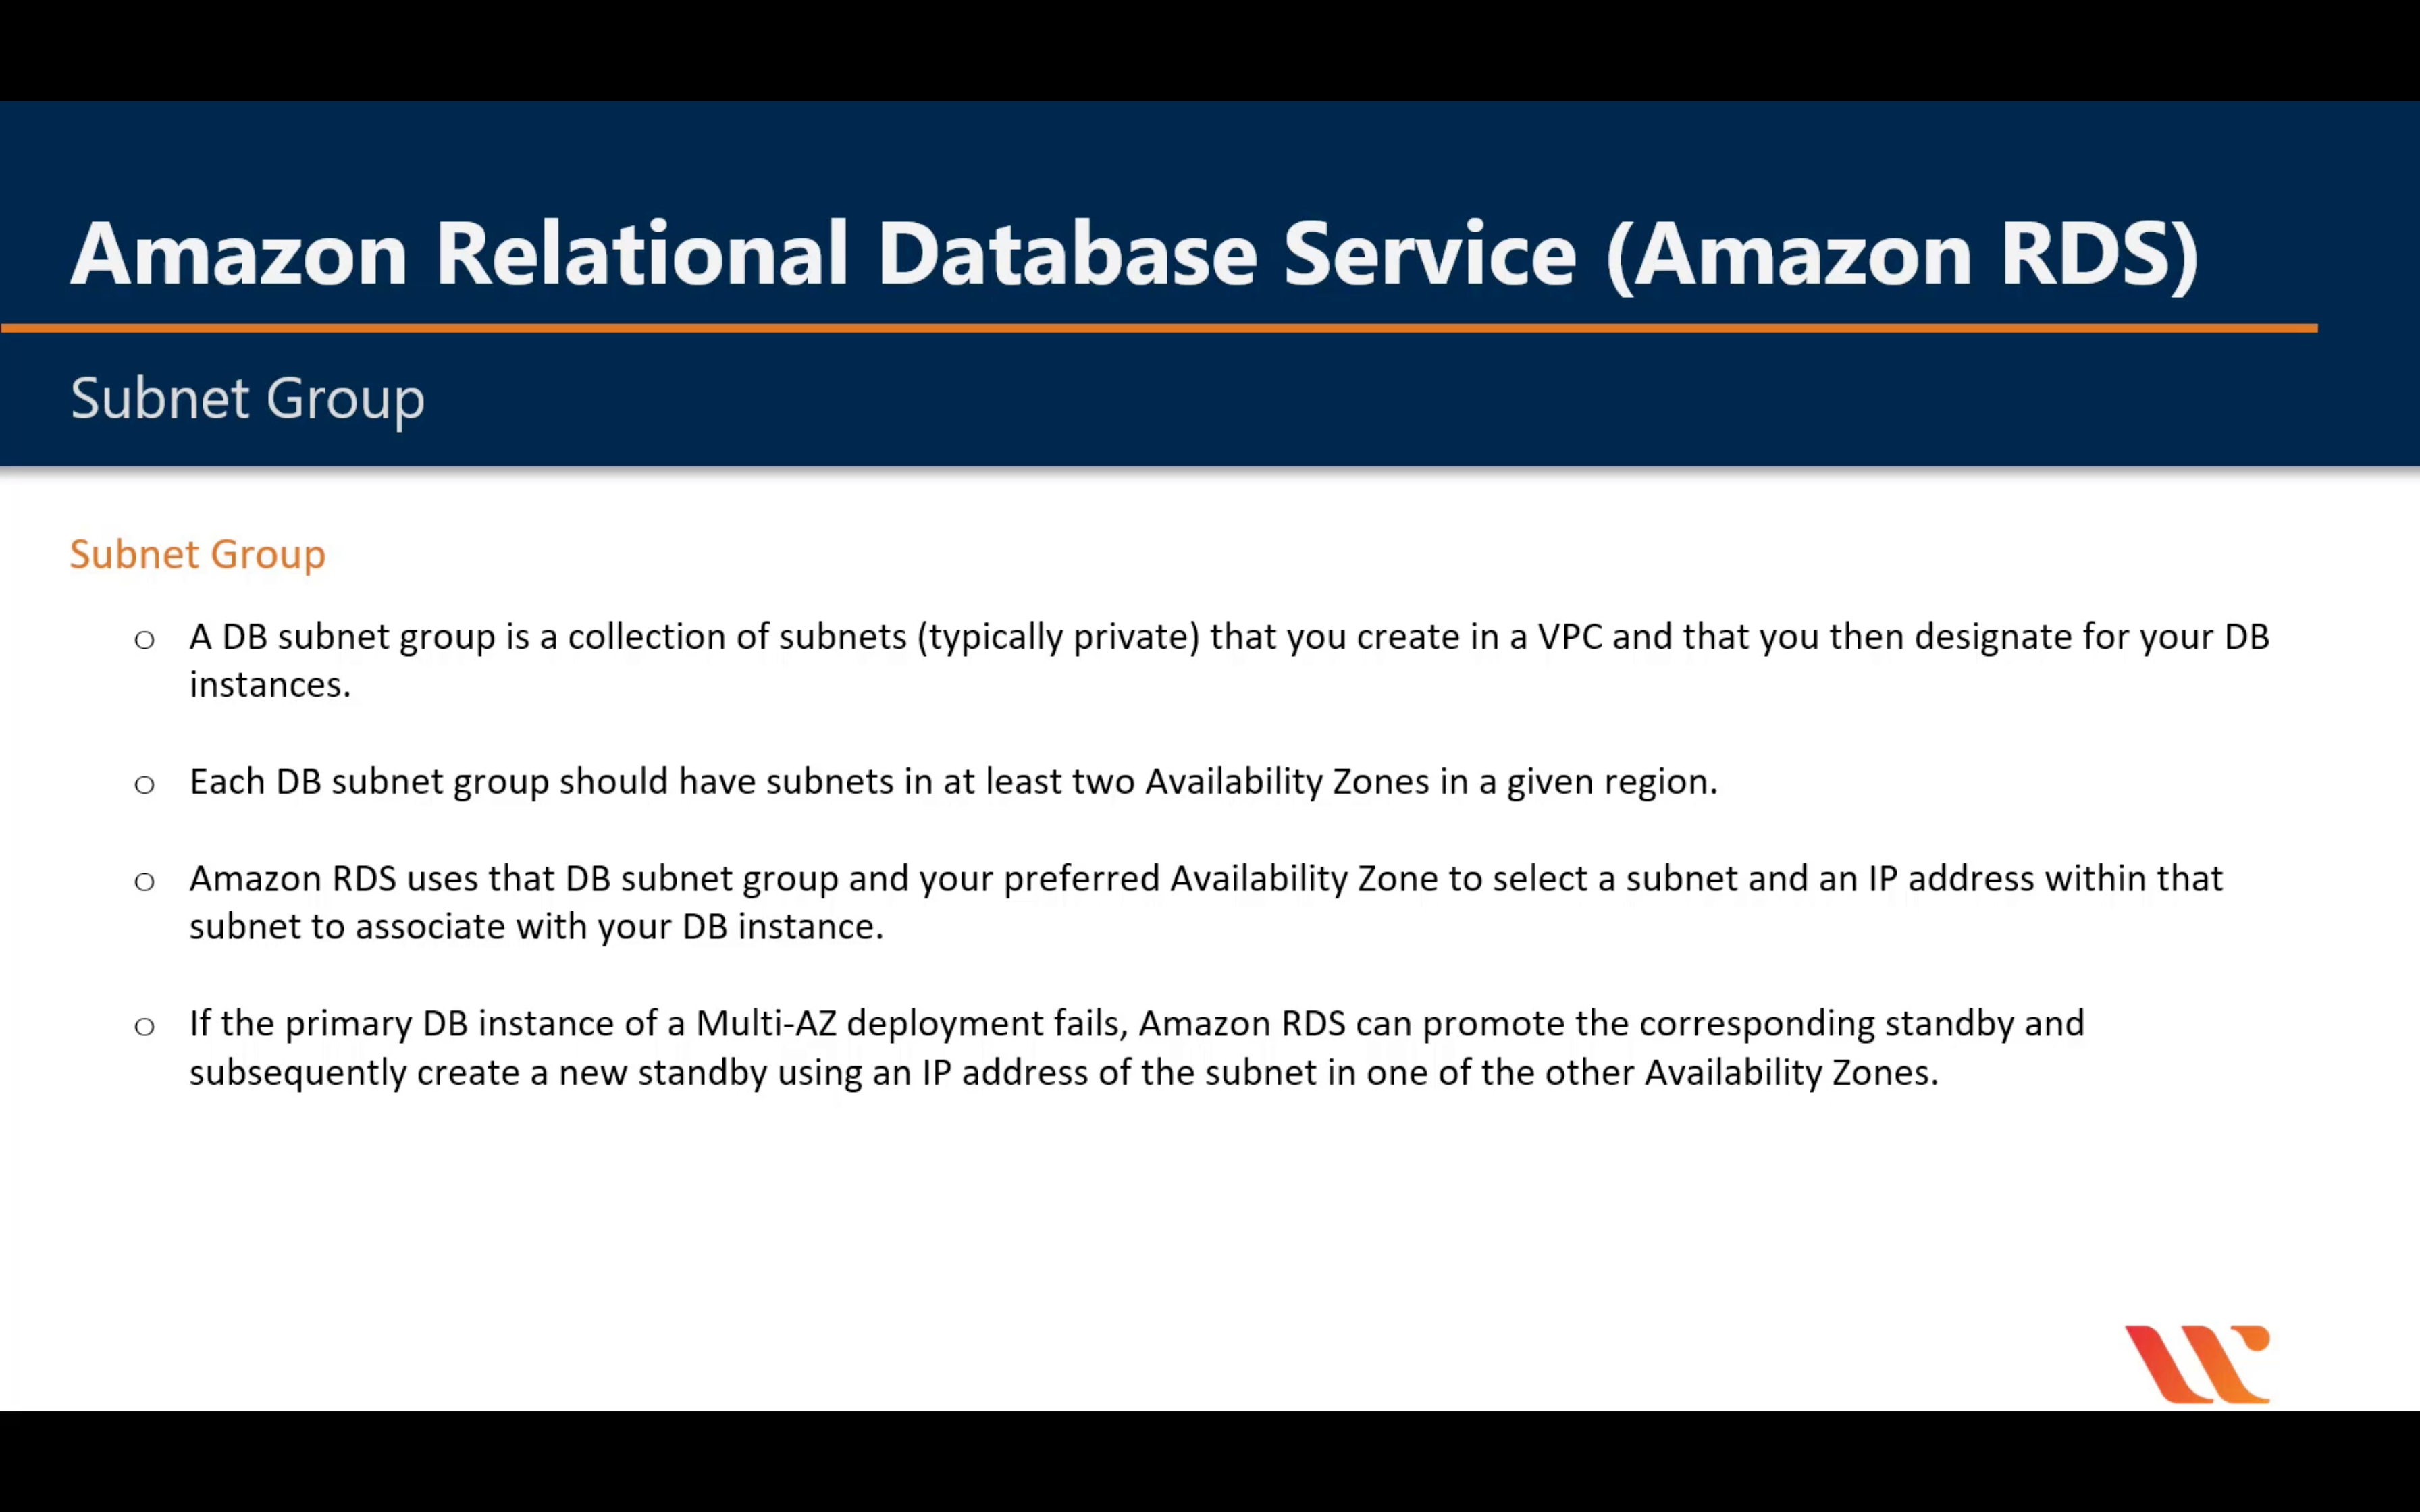 Amazon Relational Database Service (Amazon RDS)
Subnet Group
Subnet Group
o A DB subnet group is a collection of subnets (typically private) that you create in a VPC and that you then designate for your DB
instances.
o Each DB subnet group should have subnets in at least two Availability Zones in a given region.
o Amazon RDS uses that DB subnet group and your preferred Availability Zone to select a subnet and an IP address within that
subnet to associate with your DB instance.
o If the primary DB instance of a Multi-AZ deployment fails, Amazon RDS can promote the corresponding standby and
subsequently create a new standby using an IP address of the subnet in one of the other Availability Zones.